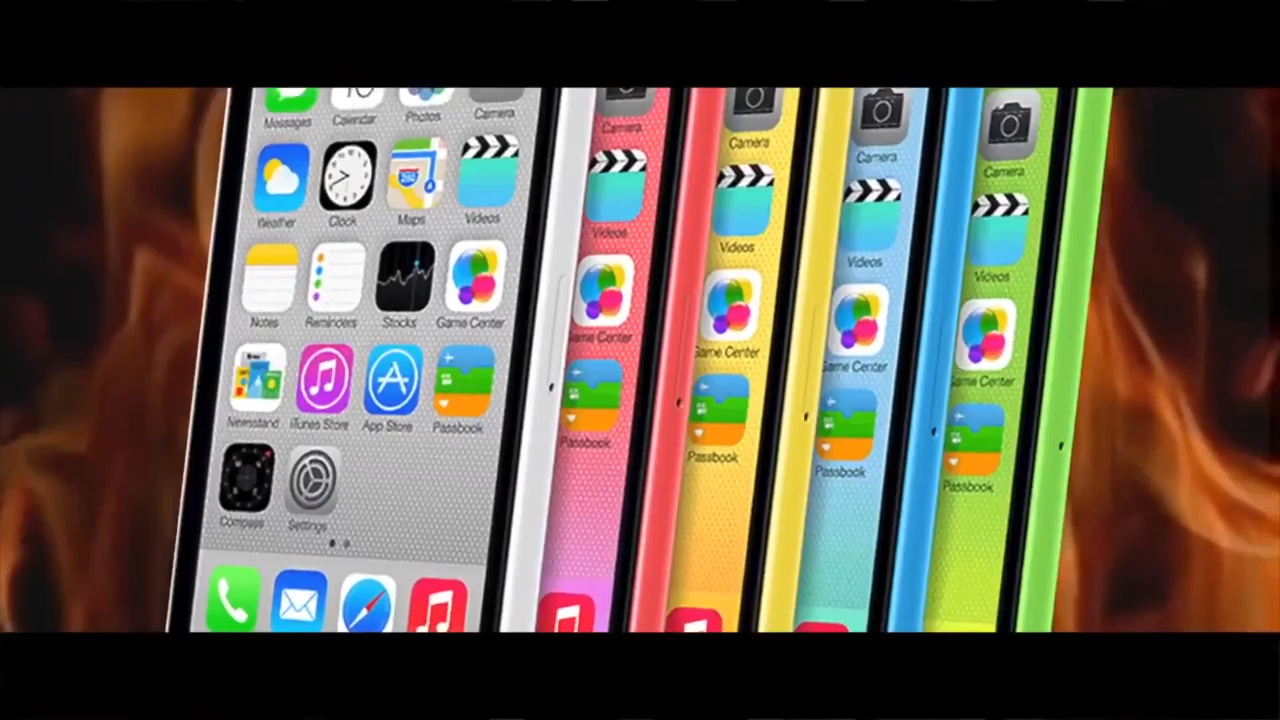 Messages Calendar Photos Camera
Weather Clock Maps Videos
Notes Reminders Stocks Game Center
Newsstand iTunes Store App Store Passbook
Compass Settings
Camera
Videos
Game Center
Passbook
Camera
Videos
Game Center
Passbook
Camera
Videos
Game Center
Passbook
Camera
Videos
Game Center
Passbook